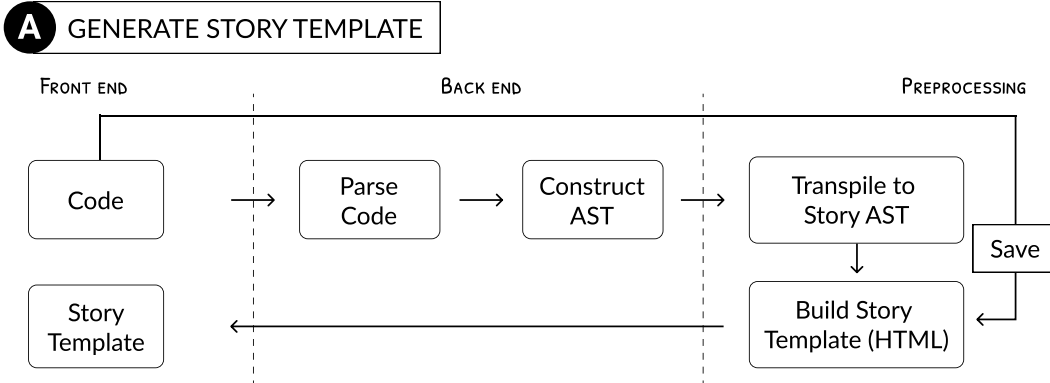 A GENERATE STORY TEMPLATE
FRONT END
BACK END
PREPROCESSING
Code
Parse
Code
Construct
AST
Transpile to
Story AST
Save
Story
Template
Build Story
Template (HTML)